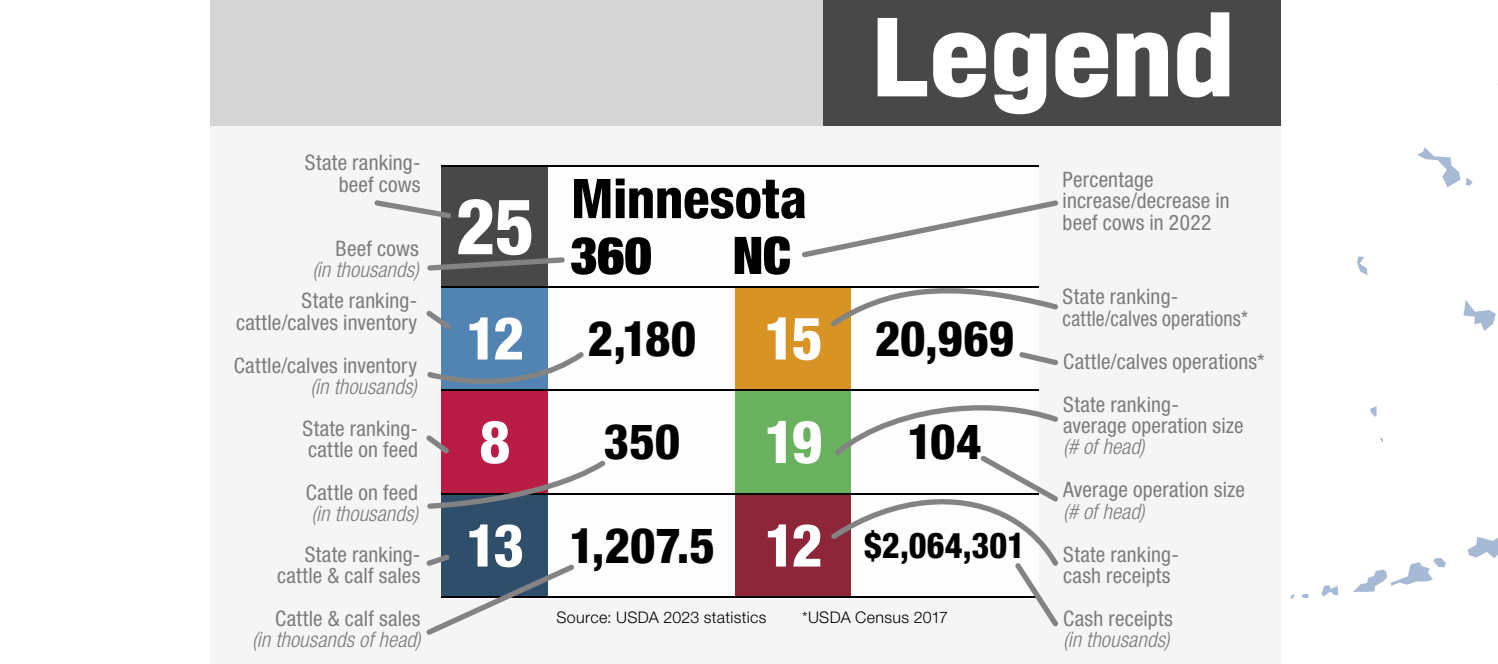 Legend
State ranking-
beef cows
25
Minnesota
Percentage
increase/decrease in
beef cows in 2022
Beef cows
(in thousands)
360 NC
State ranking-
cattle/calves inventory
12
2,180
15
20,969
State ranking-
cattle/calves operations*
Cattle/calves inventory
(in thousands)
Cattle/calves operations*
State ranking-
cattle on feed
8
350
19
104
State ranking-
average operation size
(# of head)
Cattle on feed
(in thousands)
Average operation size
(# of head)
State ranking-
cattle & calf sales
13
1,207.5
12
$2,064,301
State ranking-
cash receipts
Cattle & calf sales
(in thousands of head)
Source: USDA 2023 statistics *USDA Census 2017
Cash receipts
(in thousands)